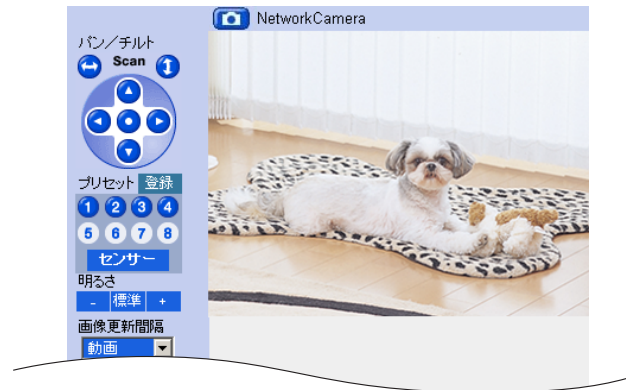 NetworkCamera
パン／チルト
Scan
プリセット 登録
1 2 3 4
5 6 7 8
センサー
明るさ
- 標準 +
画像更新間隔
動画